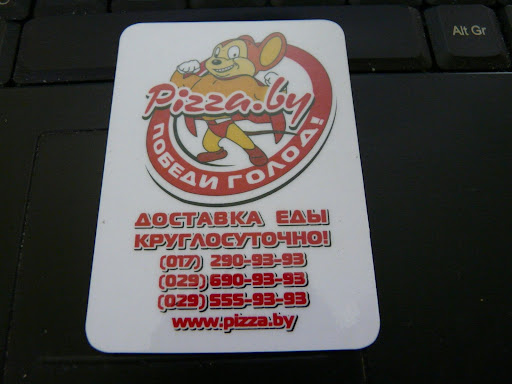 Alt Gr
Pizza.by
ПОБЕДИ ГОЛОД!
ДОСТАВКА ЕДЫ
КРУГЛОСУТОЧНО!
(017) 290-93-93
(029) 690-93-93
(029) 555-93-93
www.pizza.by